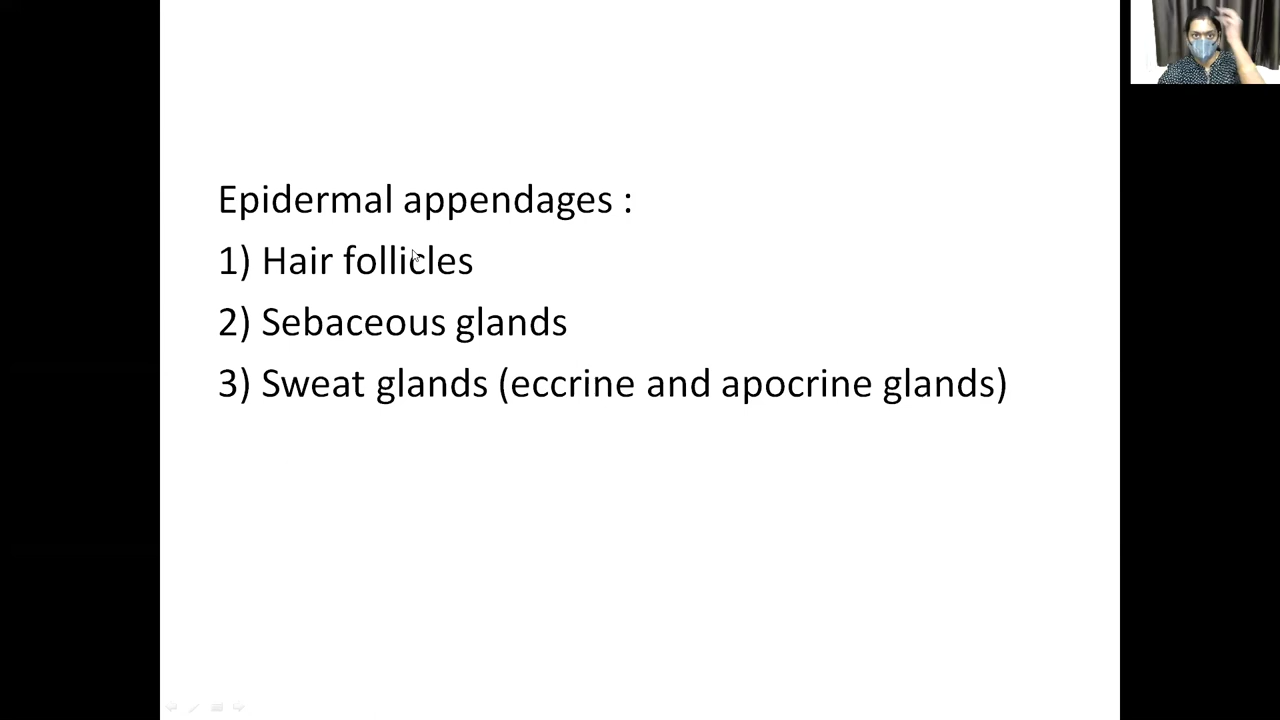 Epidermal appendages :
1) Hair follicles
2) Sebaceous glands
3) Sweat glands (eccrine and apocrine glands)